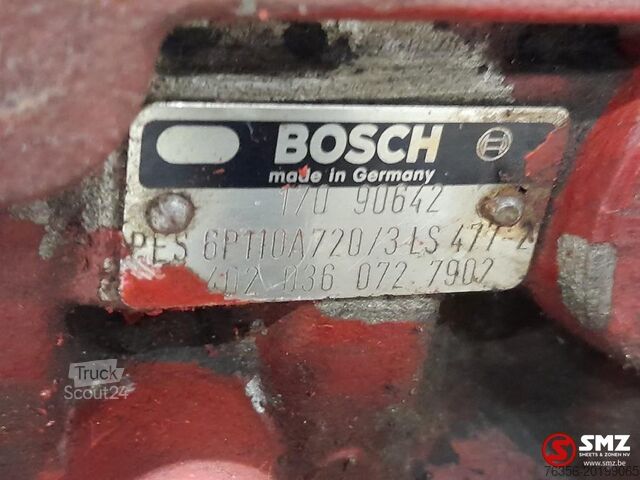 BOSCH
made in Germany
170 90642
PES 6P110A720/3LS 477-2
402 036 072 7902
Truck
Scout24
SMZ
SHEETS & ZONEN NV
www.smz.be